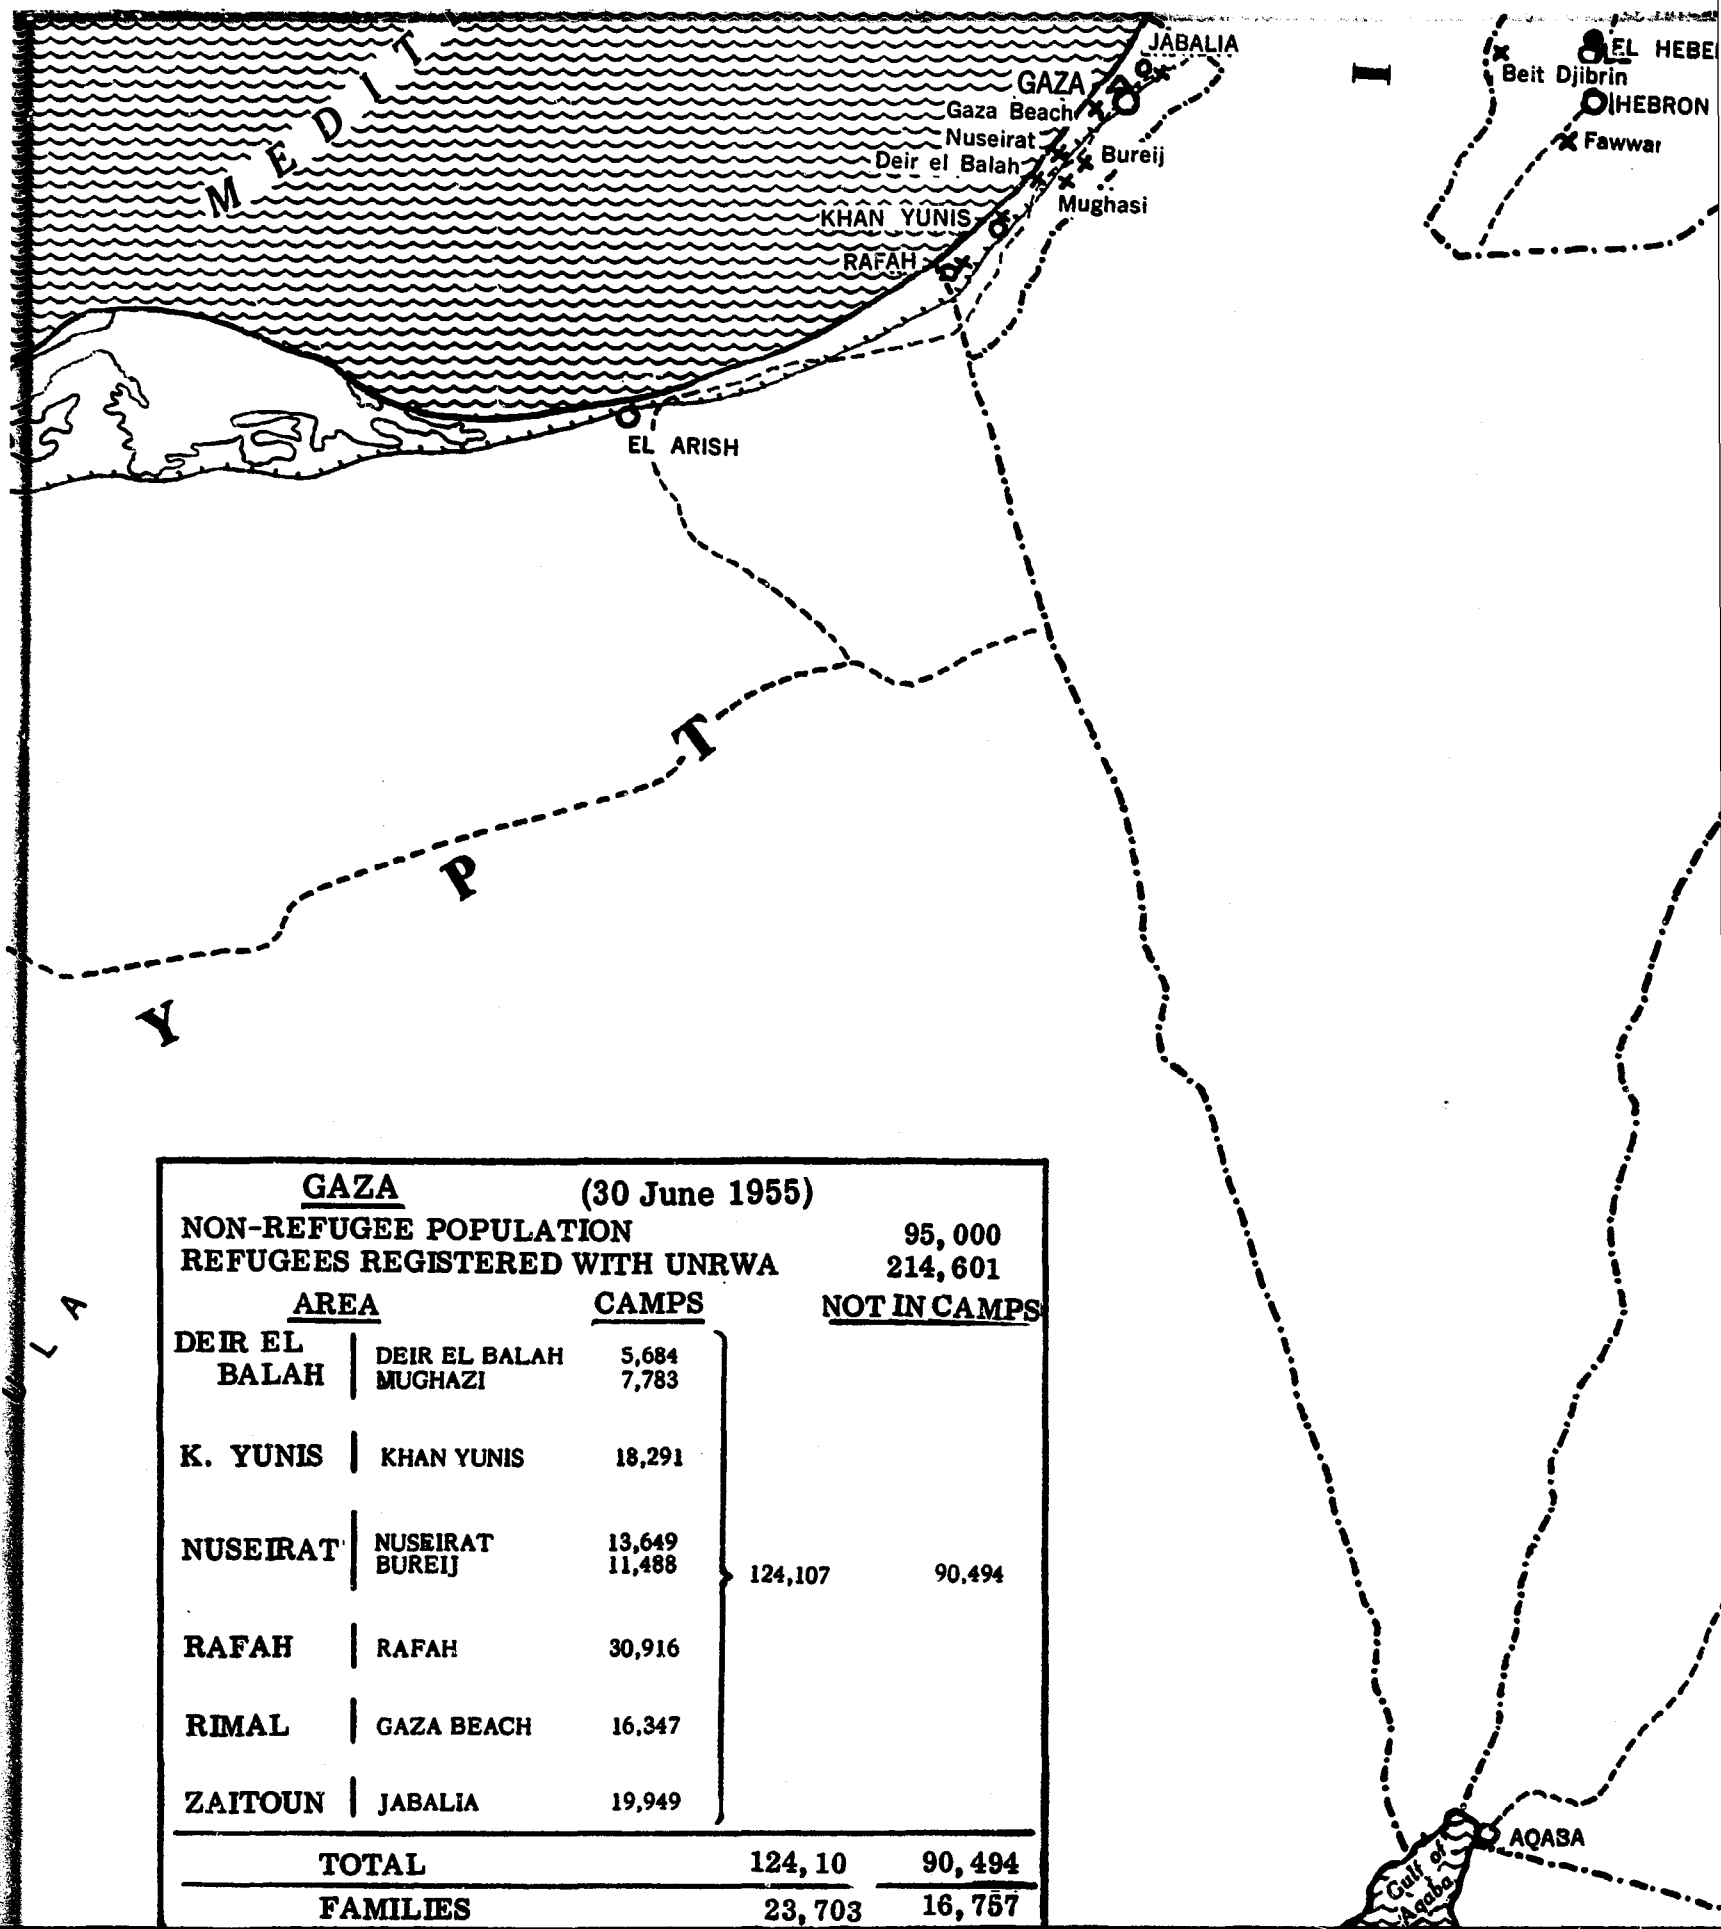 M E D I T
JABALIA
GAZA
Gaza Beach
Nuseirat
Deir el Balah
Bureij
Mughasi
KHAN YUNIS
RAFAH
EL ARISH
I
EL HEBE
Beit Djibrin
HEBRON
Fawwar
Y P T
L A
GAZA (30 June 1955)
NON-REFUGEE POPULATION 95,000
REFUGEES REGISTERED WITH UNRWA 214,601
AREA CAMPS NOT IN CAMPS
DEIR EL
BALAH
DEIR EL BALAH 5,684
MUGHAZI 7,783
K. YUNIS KHAN YUNIS 18,291
NUSEIRAT
NUSEIRAT 13,649
BUREIJ 11,488
124,107 90,494
RAFAH RAFAH 30,916
RIMAL GAZA BEACH 16,347
ZAITOUN JABALIA 19,949
TOTAL 124,10 90,494
FAMILIES 23,703 16,757
AQABA
Gulf of
Aqaba